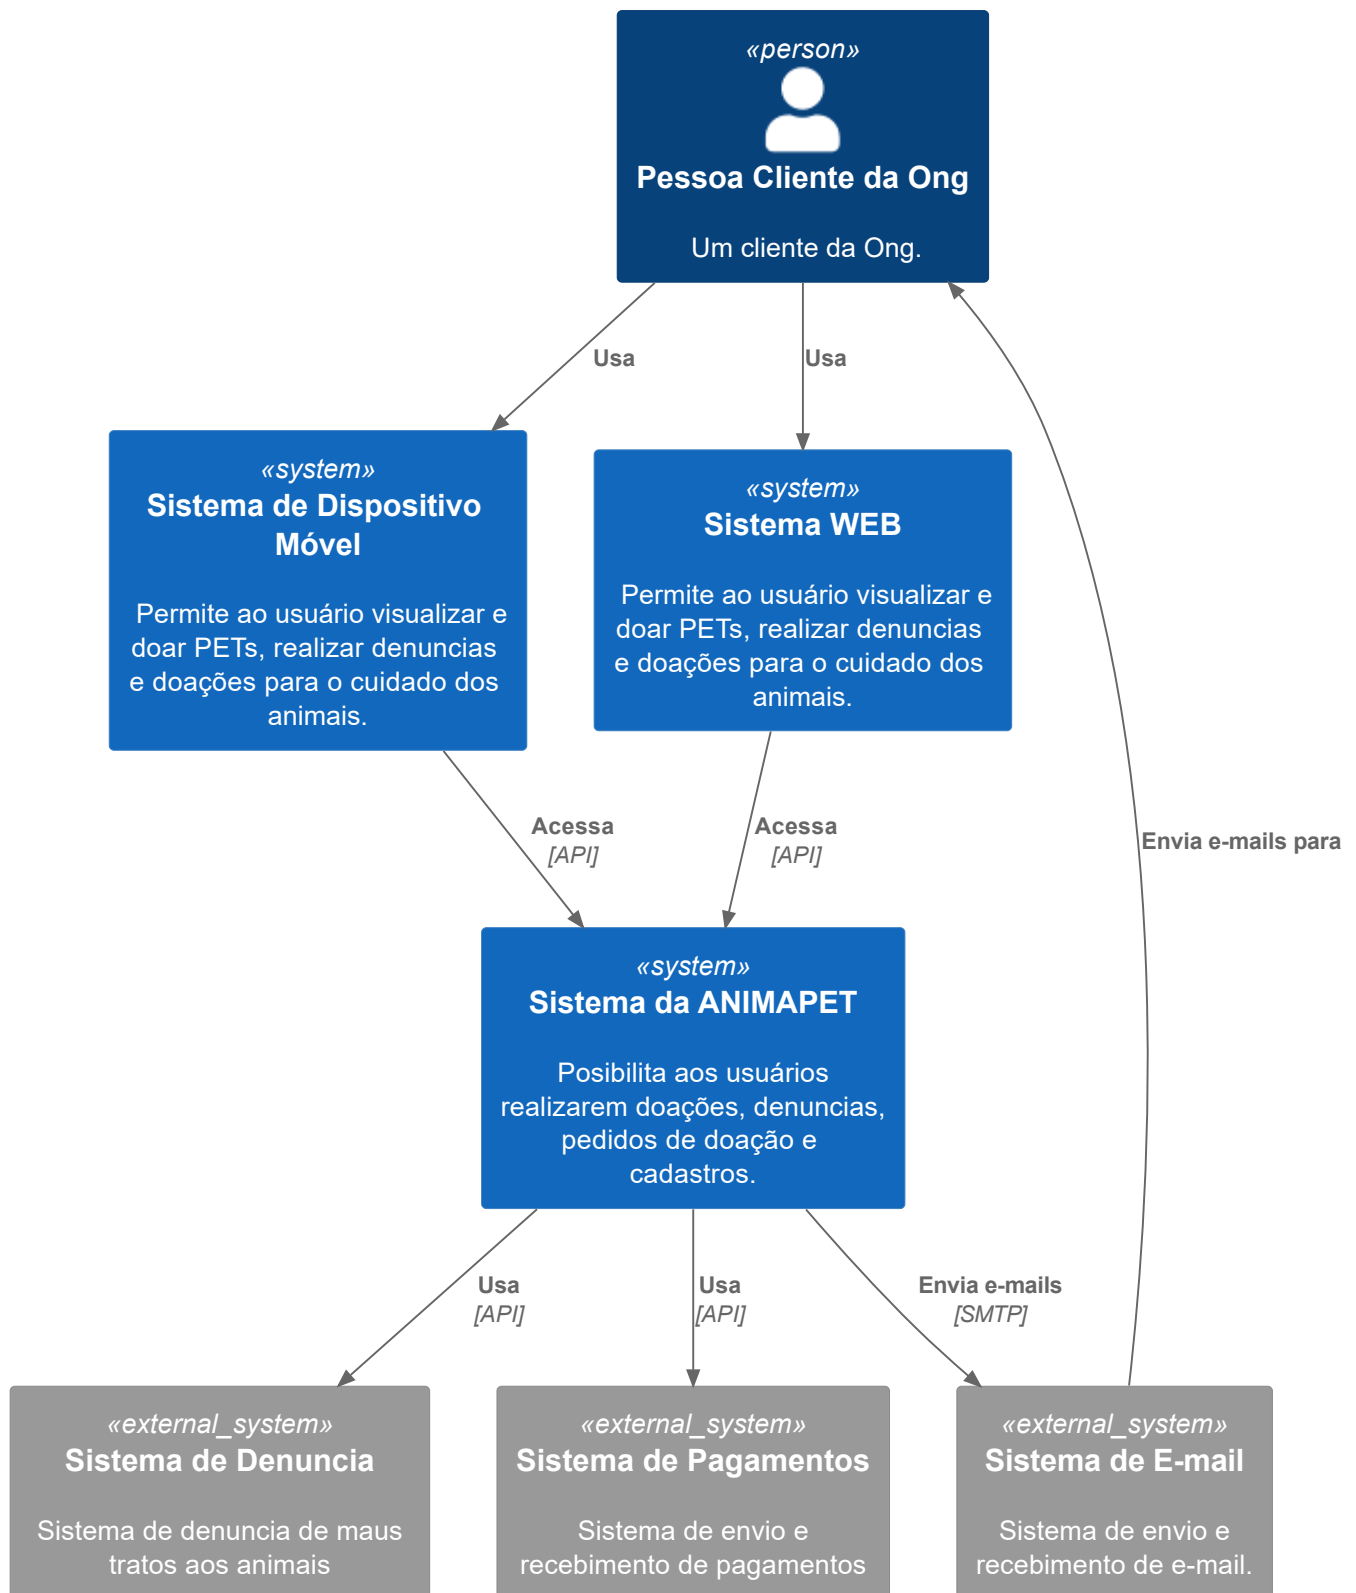 «person»
Pessoa Cliente da Ong
Um cliente da Ong.
Usa
Usa
«system»
Sistema de Dispositivo
Móvel
Permite ao usuário visualizar e
doar PETs, realizar denuncias
e doações para o cuidado dos
animais.
«system»
Sistema WEB
Permite ao usuário visualizar e
doar PETs, realizar denuncias
e doações para o cuidado dos
animais.
Acessa
[API]
Acessa
[API]
Envia e-mails para
«system»
Sistema da ANIMAPET
Posibilita aos usuários
realizarem doações, denuncias,
pedidos de doação e
cadastros.
Usa
[API]
Usa
[API]
Envia e-mails
[SMTP]
«external_system»
Sistema de Denuncia
Sistema de denuncia de maus
tratos aos animais
«external_system»
Sistema de Pagamentos
Sistema de envio e
recebimento de pagamentos
«external_system»
Sistema de E-mail
Sistema de envio e
recebimento de e-mail.